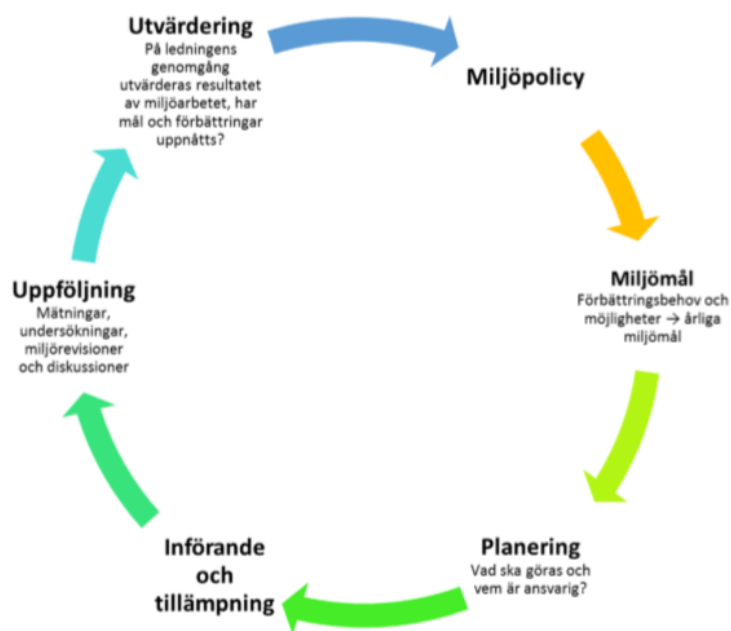 Utvärdering
På ledningens
genomgång
utvärderas resultatet
av miljöarbetet, har
mål och förbättringar
uppnåtts?
Miljöpolicy
Miljömål
Förbättringsbehov och
möjligheter → årliga
miljömål
Planering
Vad ska göras och
vem är ansvarig?
Införande
och
tillämpning
Uppföljning
Mätningar,
undersökningar,
miljörevisioner
och diskussioner